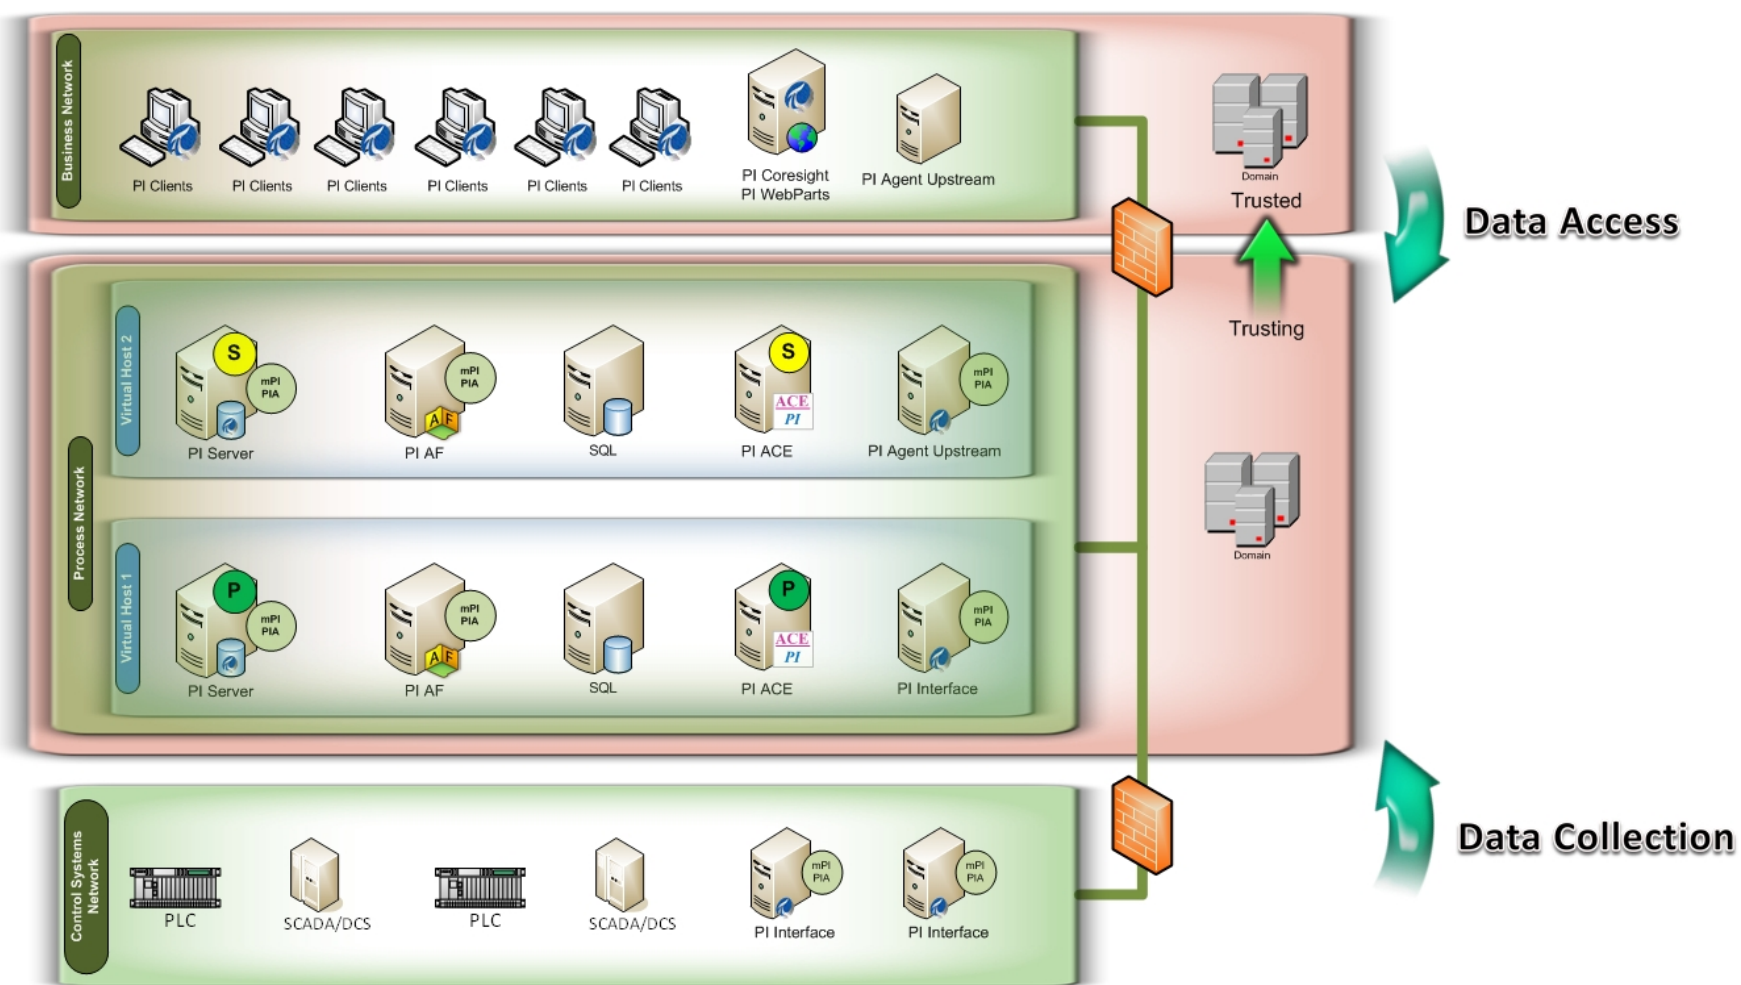 Business Network
PI Clients
PI Clients
PI Clients
PI Clients
PI Clients
PI Clients
PI Coresight
PI WebParts
PI Agent Upstream
Domain
Trusted
Data Access
Trusting
Process Network
Virtual Host 2
S
mPI
PIA
PI Server
mPI
PIA
A F
PI AF
SQL
S
ACE
PI
PI ACE
mPI
PIA
PI Agent Upstream
Domain
Virtual Host 1
P
mPI
PIA
PI Server
mPI
PIA
A F
PI AF
SQL
P
ACE
PI
PI ACE
mPI
PIA
PI Interface
Data Collection
Control Systems
Network
PLC
SCADA/DCS
PLC
SCADA/DCS
mPI
PIA
PI Interface
mPI
PIA
PI Interface